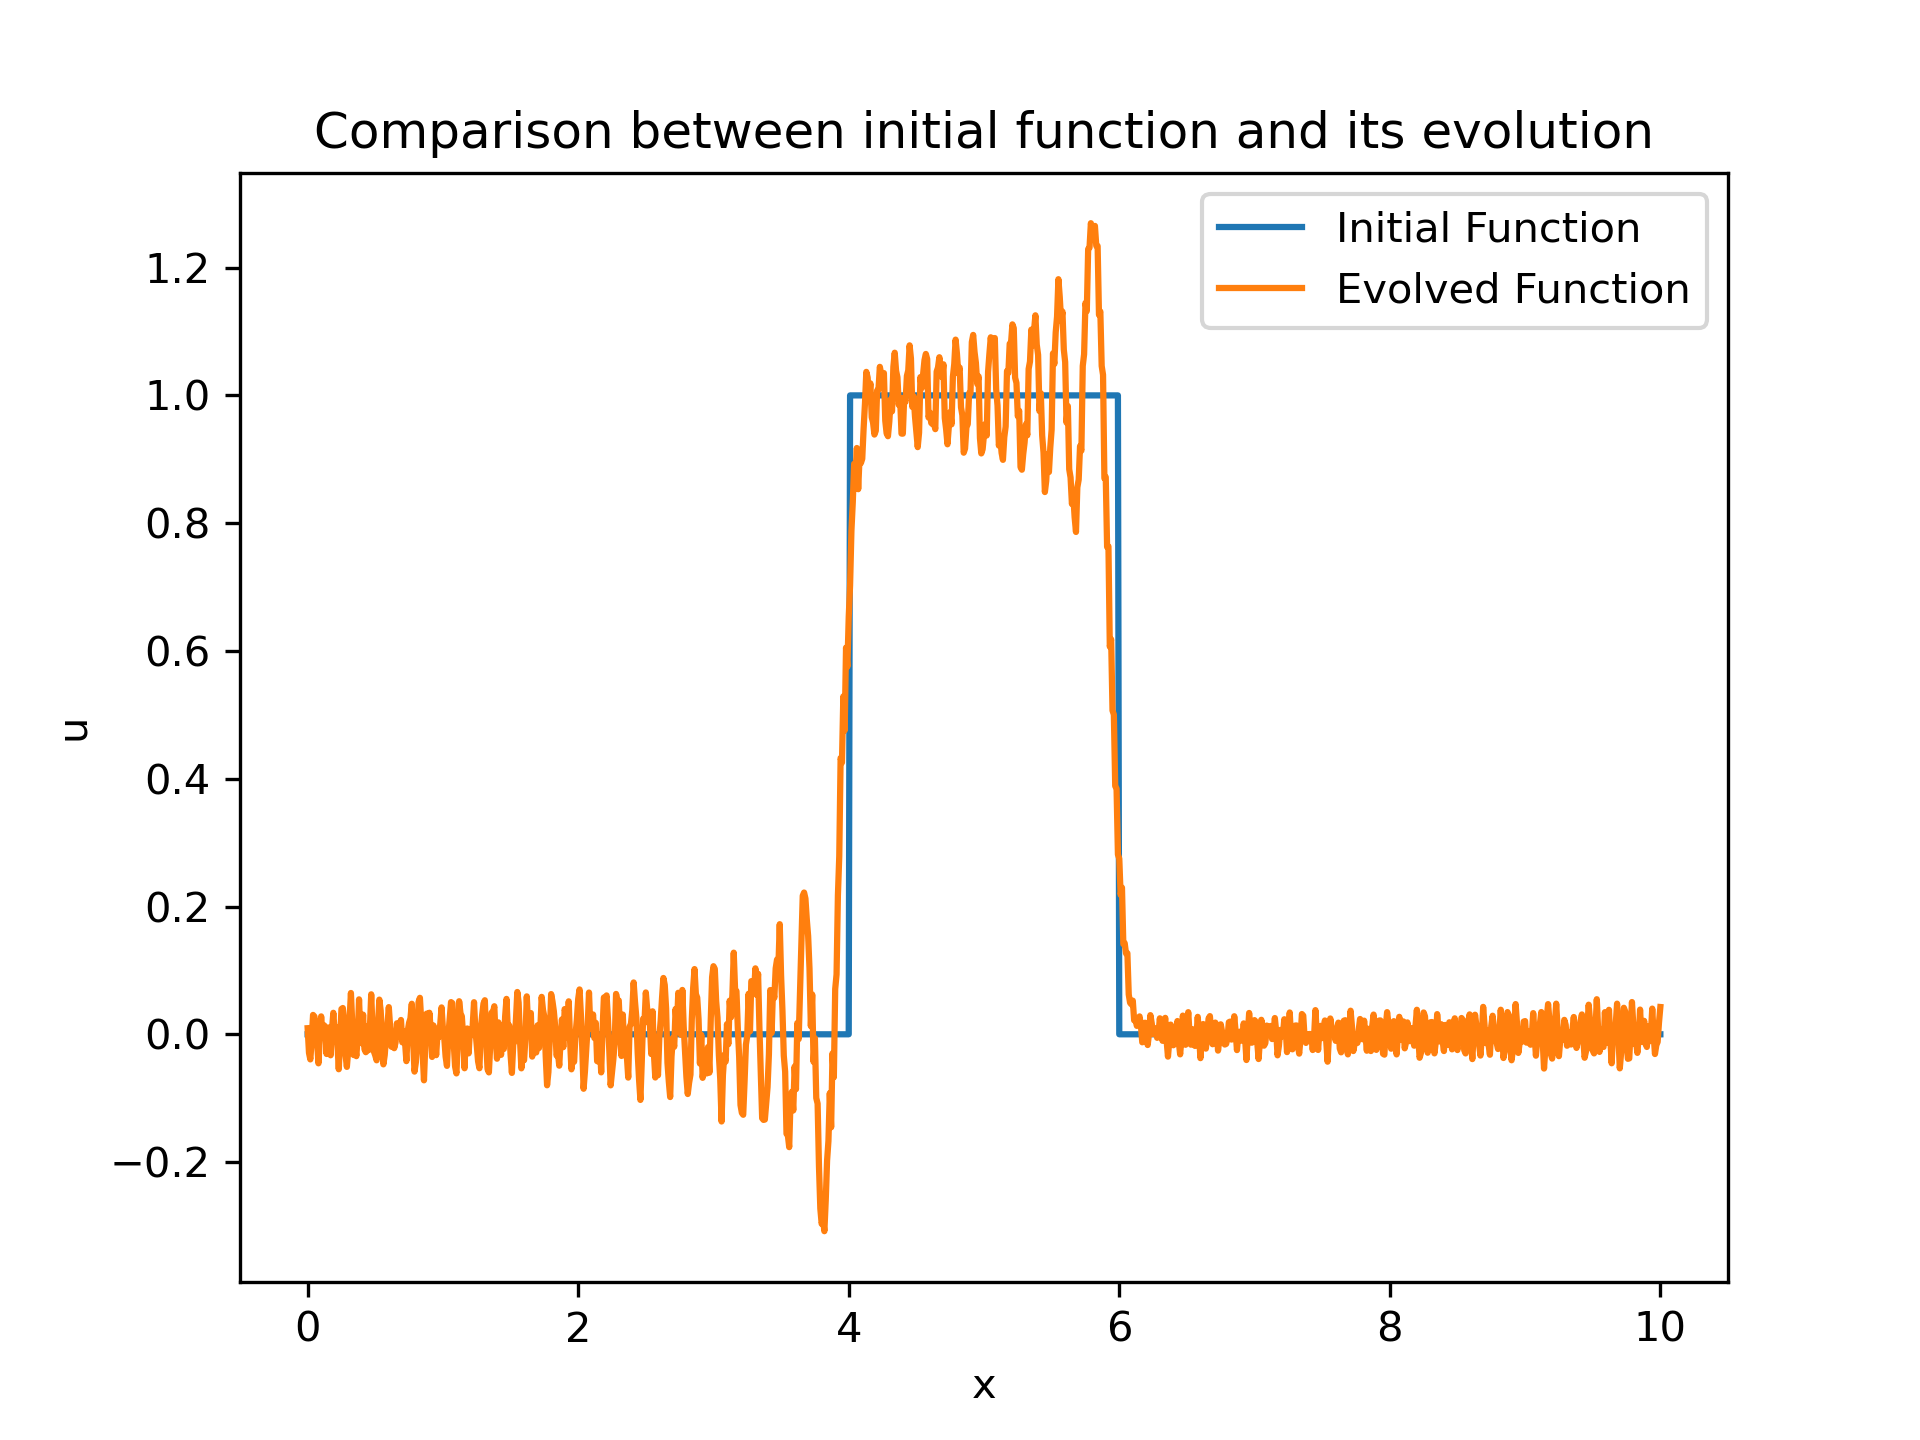 Comparison between initial function and its evolution
Initial Function
Evolved Function
1.2
1.0
0.8
0.6
0.4
0.2
0.0
−0.2
u
0 2 4 6 8 10
x